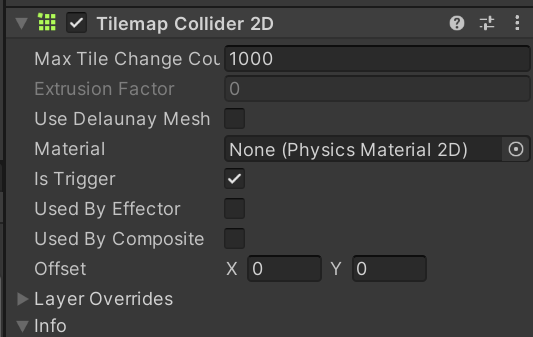 Tilemap Collider 2D
Max Tile Change Cou 1000
Extrusion Factor 0
Use Delaunay Mesh
Material None (Physics Material 2D)
Is Trigger
Used By Effector
Used By Composite
Offset X 0 Y 0
Layer Overrides
Info